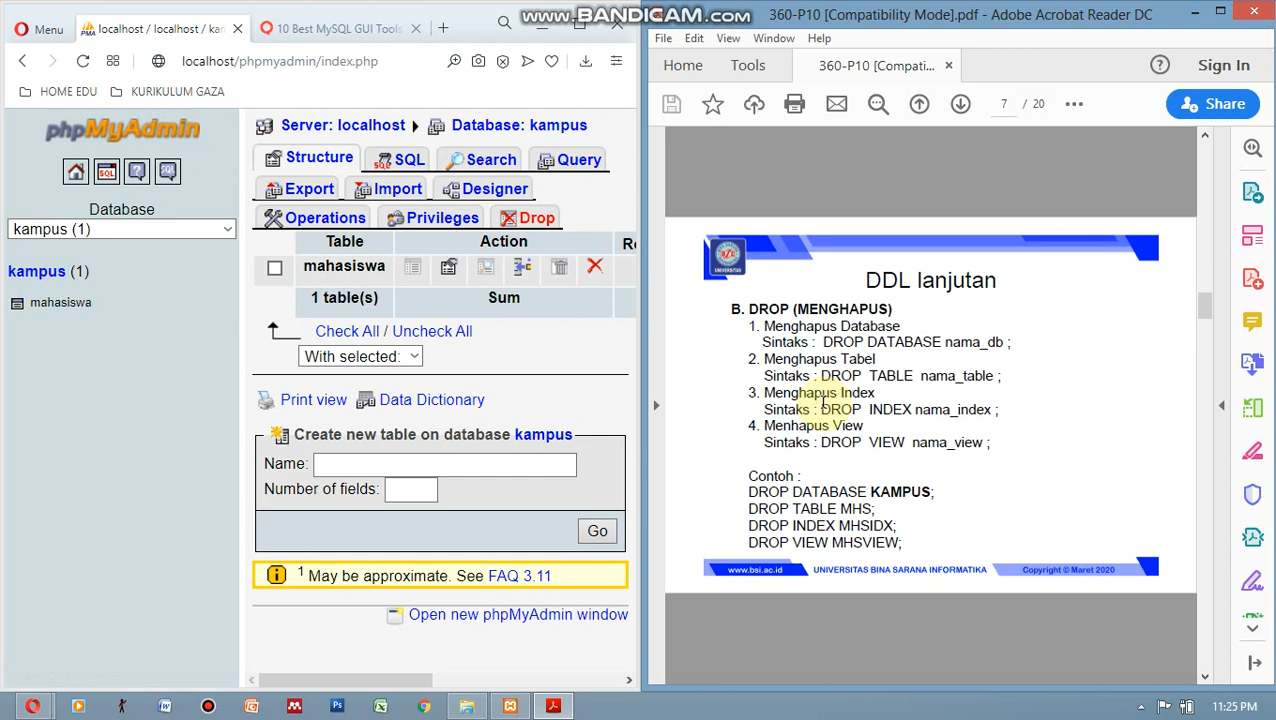 www.BANDICAM.com
Menu
localhost / localhost / kan
10 Best MySQL GUI Tools
360-P10 [Compatibility Mode].pdf - Adobe Acrobat Reader DC
localhost/phpmyadmin/index.php
HOME EDU
KURIKULUM GAZA
File Edit View Window Help
Home
Tools
360-P10 [Compati...
Sign In
7 / 20
Share
phpMyAdmin
Database
kampus (1)
kampus (1)
mahasiswa
Server: localhost
Database: kampus
Structure
SQL
Search
Query
Export
Import
Designer
Operations
Privileges
Drop
Table
Action
mahasiswa
1 table(s)
Sum
Check All / Uncheck All
With selected:
Print view
Data Dictionary
Create new table on database kampus
Name:
Number of fields:
Go
1 May be approximate. See FAQ 3.11
Open new phpMyAdmin window
DDL lanjutan
B. DROP (MENGHAPUS)
1. Menghapus Database
Sintaks : DROP DATABASE nama_db ;
2. Menghapus Tabel
Sintaks : DROP TABLE nama_table ;
3. Menghapus Index
Sintaks : DROP INDEX nama_index ;
4. Menhapus View
Sintaks : DROP VIEW nama_view ;
Contoh :
DROP DATABASE KAMPUS;
DROP TABLE MHS;
DROP INDEX MHSIDX;
DROP VIEW MHSVIEW;
www.bsi.ac.id
UNIVERSITAS BINA SARANA INFORMATIKA
Copyright © Maret 2020
11:25 PM